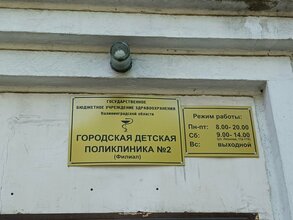 ГОСУДАРСТВЕННОЕ
БЮДЖЕТНОЕ УЧРЕЖДЕНИЕ ЗДРАВООХРАНЕНИЯ
Калининградской области
ГОРОДСКАЯ ДЕТСКАЯ
ПОЛИКЛИНИКА №2
(Филиал)
Режим работы:
Пн-пт: 8.00- 20.00
Сб: 9.00- 14.00
Вс: ВЫХОДНОЙ